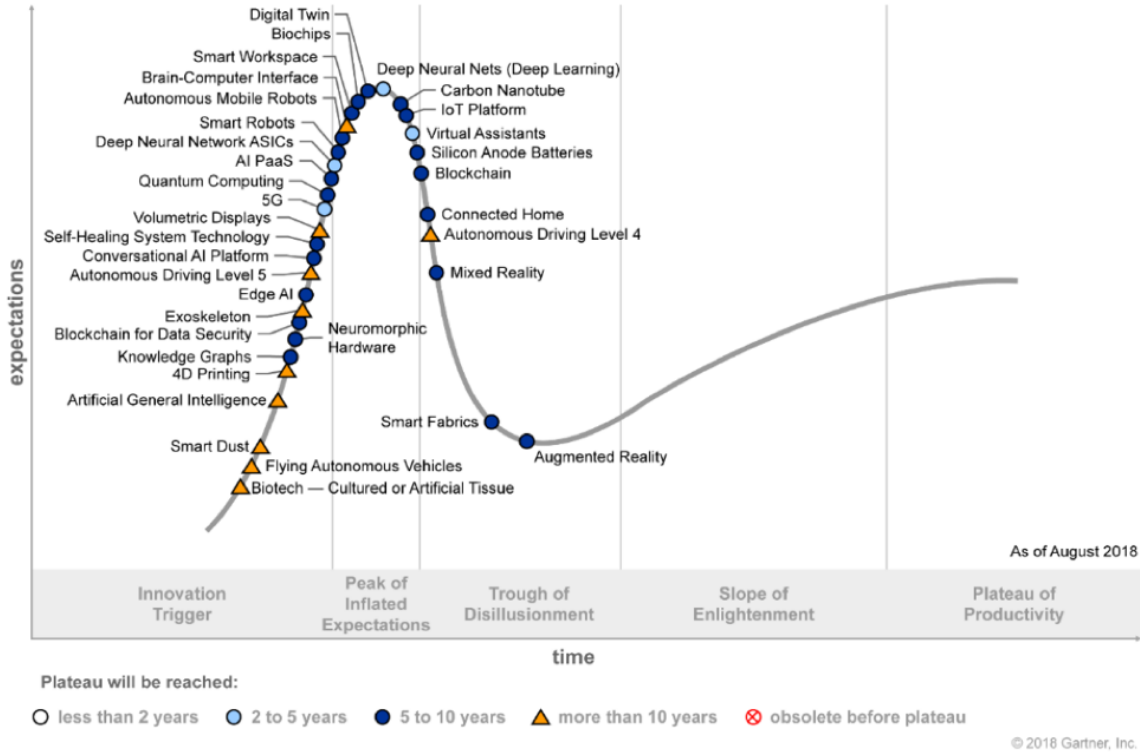 Digital Twin
Biochips
Smart Workspace
Brain-Computer Interface
Autonomous Mobile Robots
Smart Robots
Deep Neural Network ASICs
AI PaaS
Quantum Computing
5G
Volumetric Displays
Self-Healing System Technology
Conversational AI Platform
Autonomous Driving Level 5
Edge AI
Exoskeleton
Blockchain for Data Security
Neuromorphic
Hardware
Knowledge Graphs
4D Printing
Artificial General Intelligence
Smart Dust
Flying Autonomous Vehicles
Biotech — Cultured or Artificial Tissue
Deep Neural Nets (Deep Learning)
Carbon Nanotube
IoT Platform
Virtual Assistants
Silicon Anode Batteries
Blockchain
Connected Home
Autonomous Driving Level 4
Mixed Reality
Smart Fabrics
Augmented Reality
expectations
As of August 2018
Innovation
Trigger
Peak of
Inflated
Expectations
Trough of
Disillusionment
Slope of
Enlightenment
Plateau of
Productivity
time
Plateau will be reached:
less than 2 years
2 to 5 years
5 to 10 years
more than 10 years
obsolete before plateau
© 2018 Gartner, Inc.